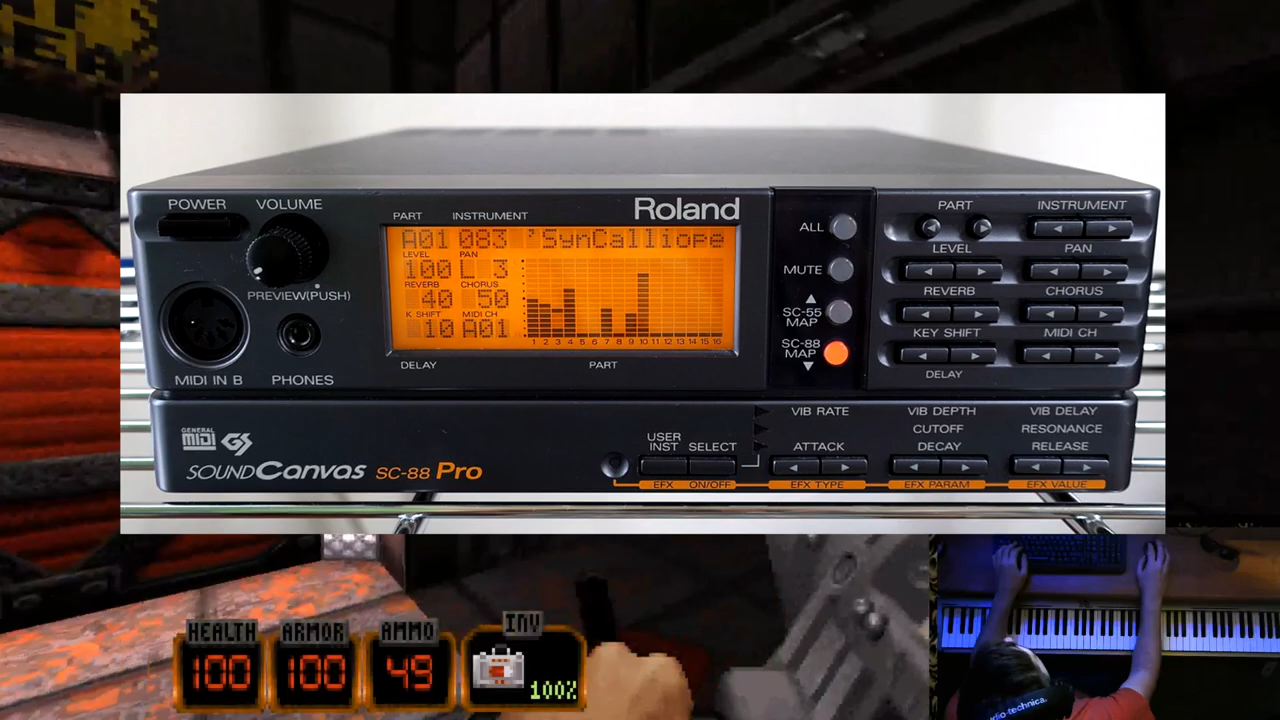 POWER VOLUME
PART INSTRUMENT Roland
A01 083 'SynCalliope
LEVEL PAN
100 L 3
REVERB CHORUS
40 50
K SHIFT MIDI CH
10 A01
1 2 3 4 5 6 7 8 9 10 11 12 13 14 15 16
DELAY PART
PREVIEW(PUSH)
MIDI IN B PHONES
ALL
MUTE
SC-55
MAP
SC-88
MAP
PART INSTRUMENT
LEVEL PAN
REVERB CHORUS
KEY SHIFT MIDI CH
DELAY
GENERAL
MIDI GS
SOUND Canvas SC-88 Pro
USER
INST SELECT
EFX ON/OFF
VIB RATE VIB DEPTH VIB DELAY
CUTOFF RESONANCE
ATTACK DECAY RELEASE
EFX TYPE EFX PARAM EFX VALUE
HEALTH ARMOR AMMO INV
100 100 49 100%
audio-technica